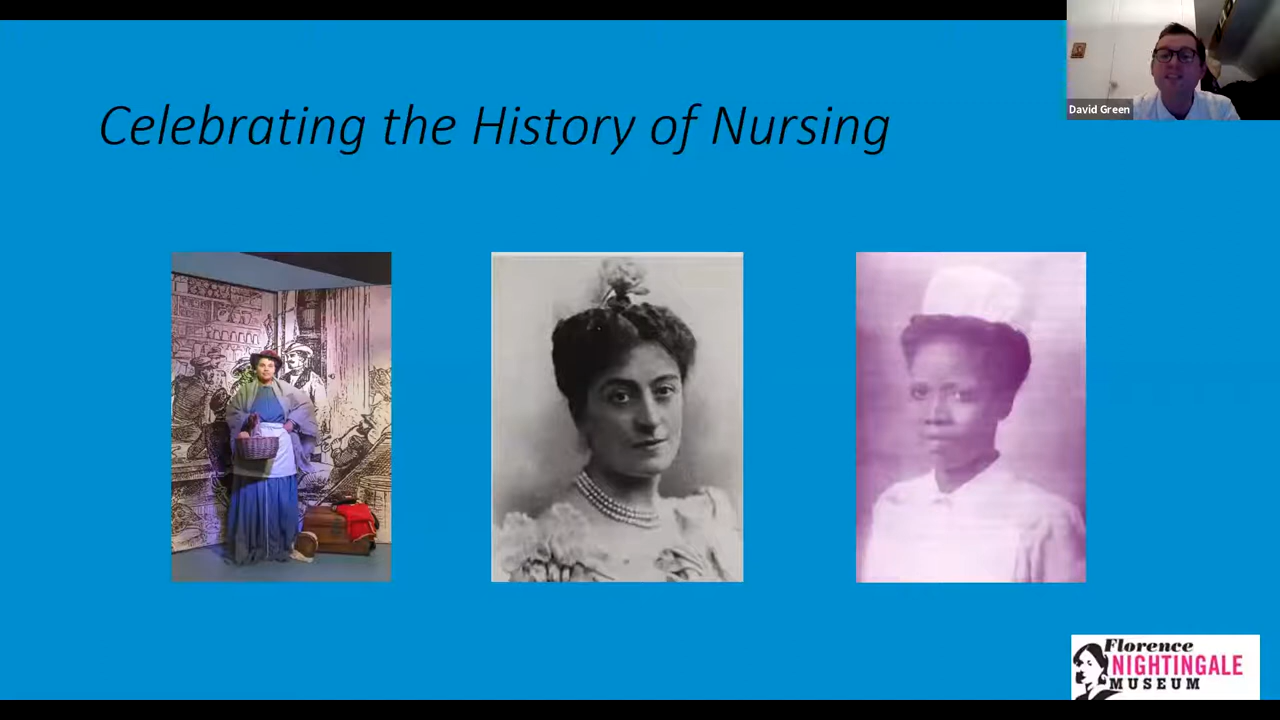 Celebrating the History of Nursing
David Green
Florence
NIGHTINGALE
MUSEUM